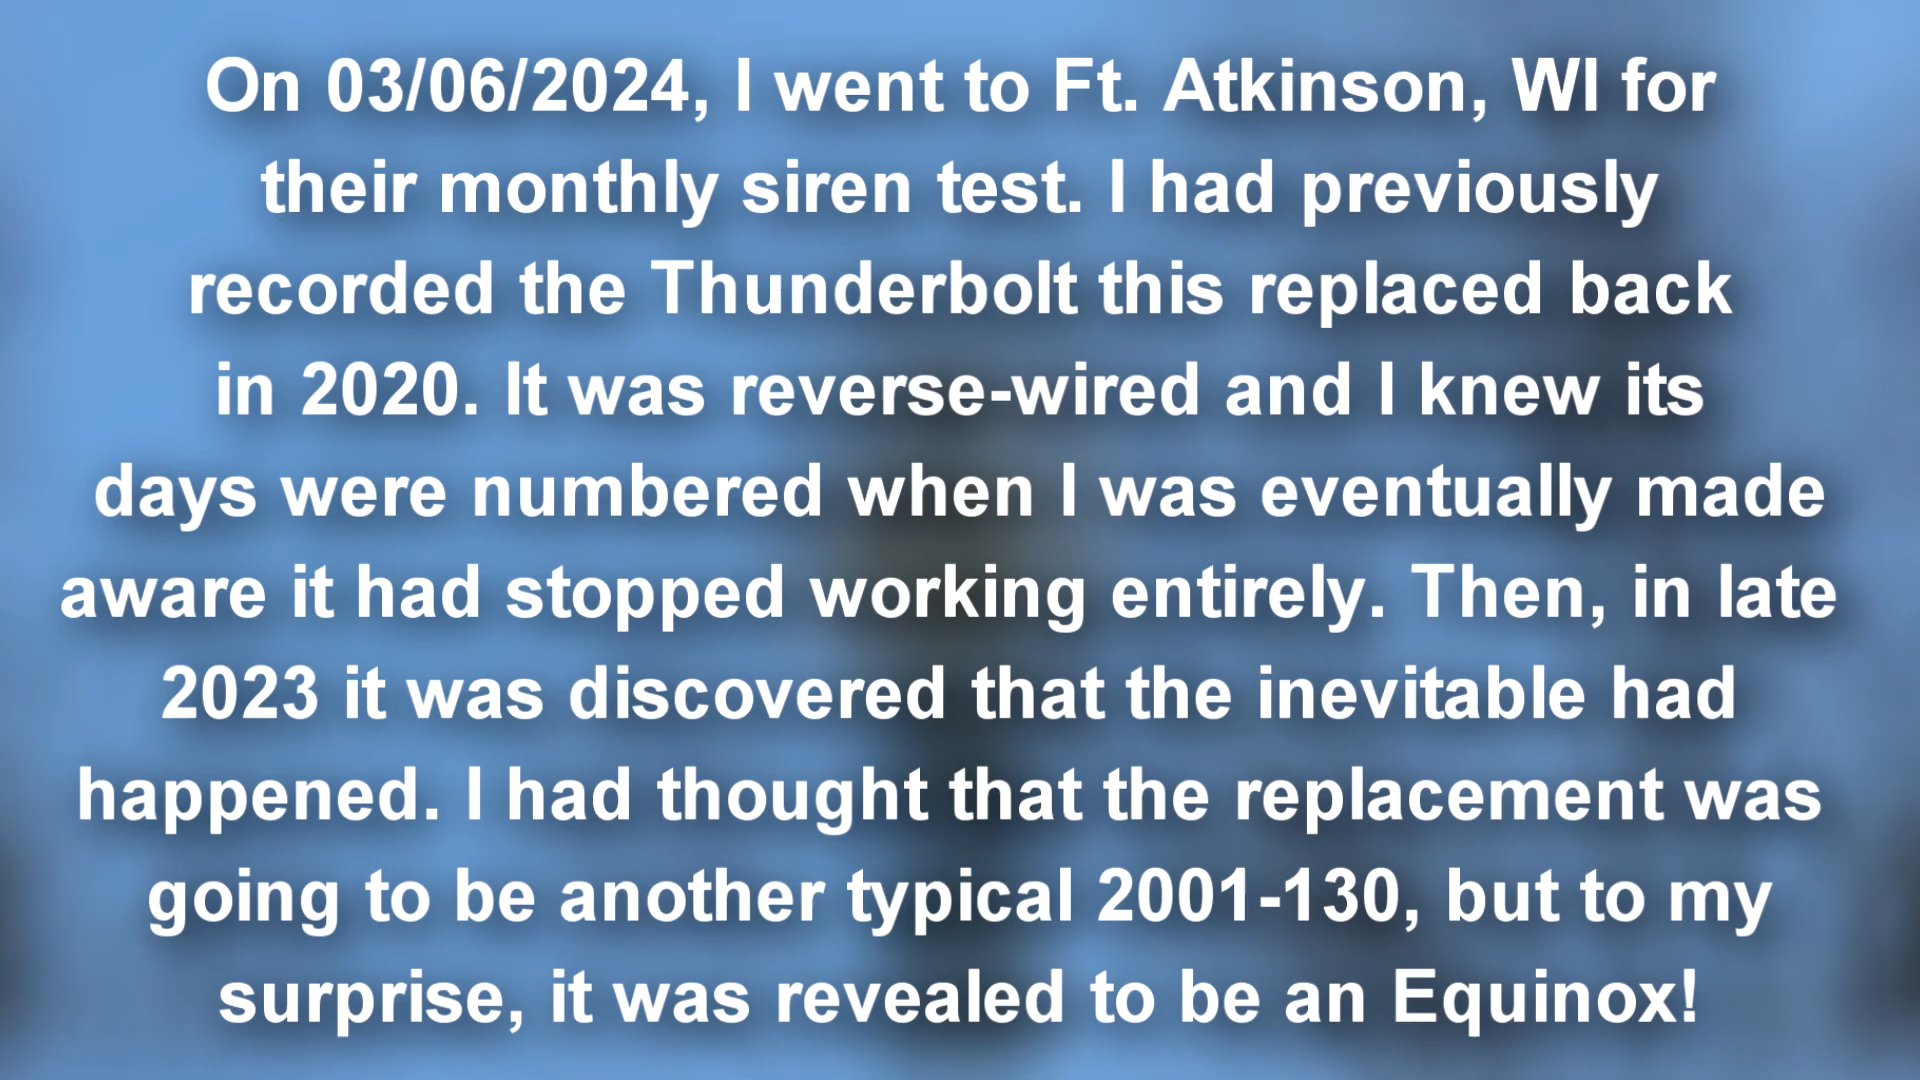 On 03/06/2024, I went to Ft. Atkinson, WI for
their monthly siren test. I had previously
recorded the Thunderbolt this replaced back
in 2020. It was reverse-wired and I knew its
days were numbered when I was eventually made
aware it had stopped working entirely. Then, in late
2023 it was discovered that the inevitable had
happened. I had thought that the replacement was
going to be another typical 2001-130, but to my
surprise, it was revealed to be an Equinox!